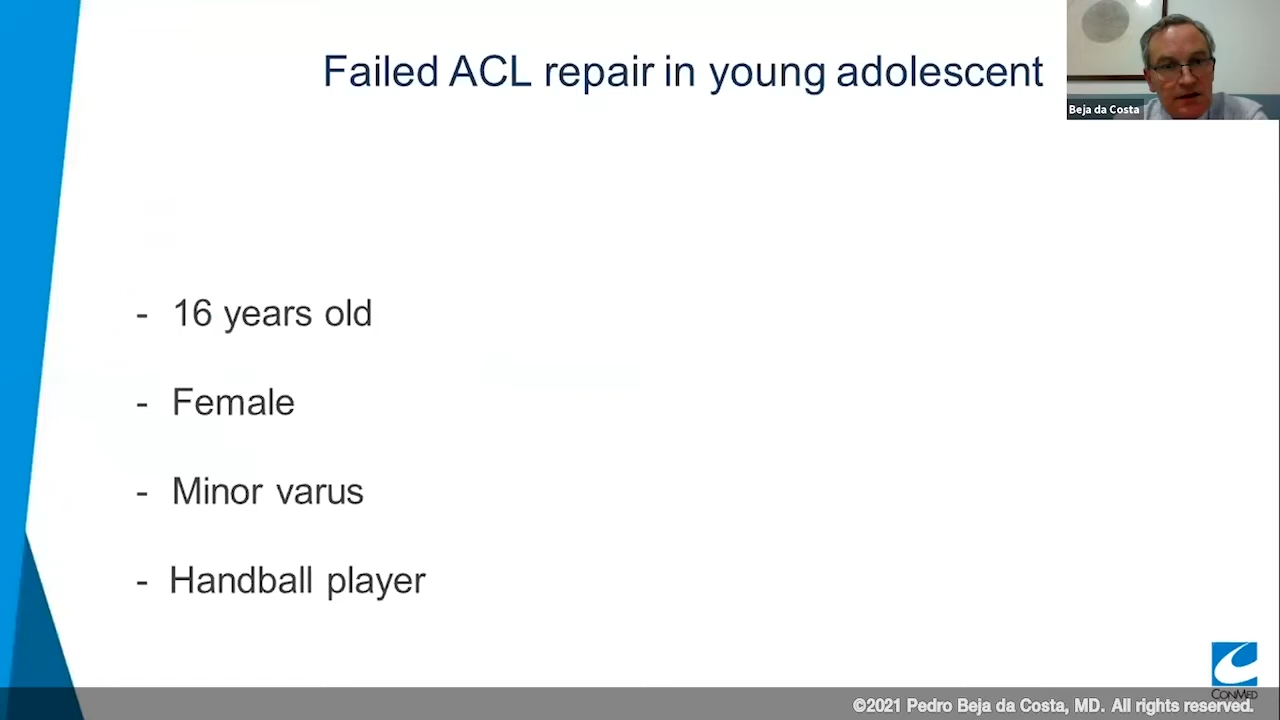 Failed ACL repair in young adolescent
Beja da Costa
- 16 years old
- Female
- Minor varus
- Handball player
CONMED
©2021 Pedro Beja da Costa, MD. All rights reserved.